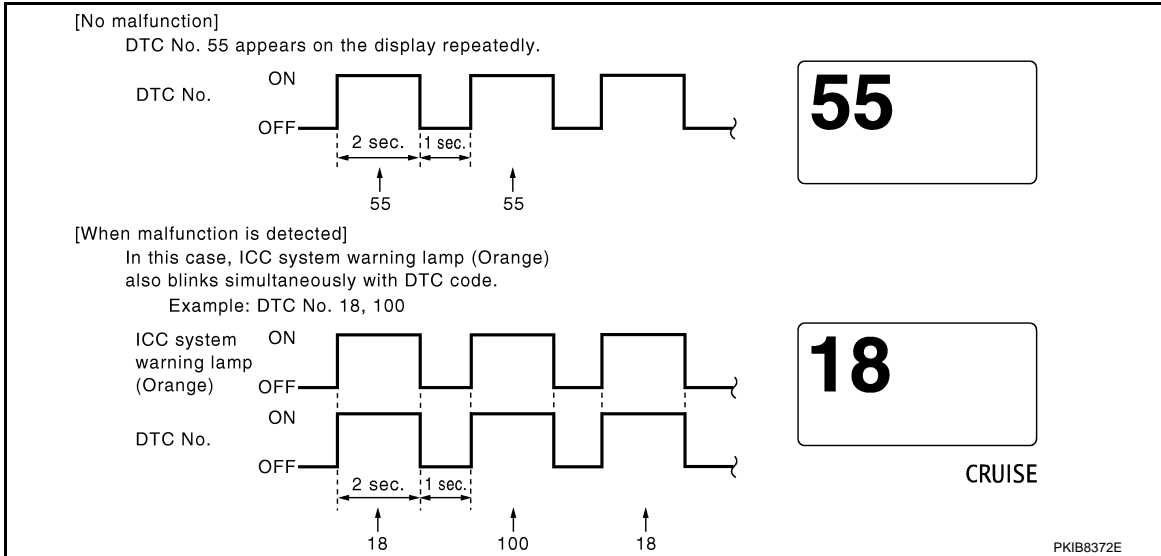 [No malfunction]
DTC No. 55 appears on the display repeatedly.
ON
DTC No.
OFF
2 sec.
1 sec.
55
55
55
[When malfunction is detected]
In this case, ICC system warning lamp (Orange)
also blinks simultaneously with DTC code.
Example: DTC No. 18, 100
ICC system
warning lamp
(Orange)
ON
OFF
18
ON
DTC No.
OFF
CRUISE
2 sec.
1 sec.
18
100
18
PKIB8372E